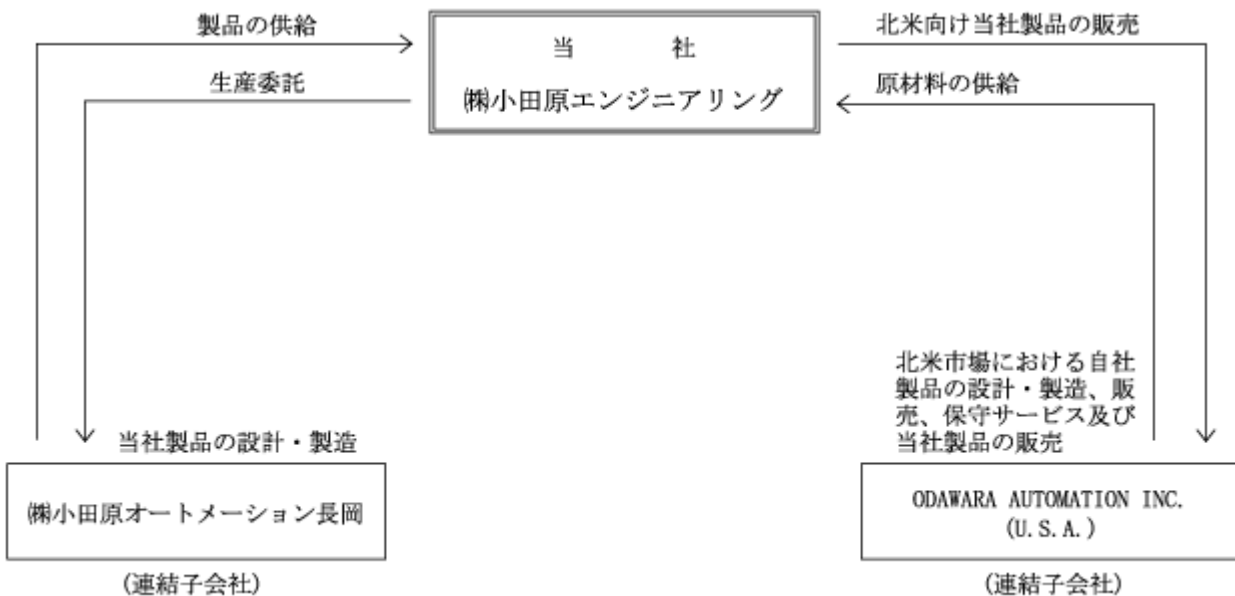 製品の供給
当　　　社
北米向け当社製品の販売
生産委託
㈱小田原エンジニアリング
原材料の供給
北米市場における自社
製品の設計・製造、販
売、保守サービス及び
当社製品の販売
当社製品の設計・製造
㈱小田原オートメーション長岡
ODAWARA AUTOMATION INC.
(U.S.A.)
(連結子会社)
(連結子会社)